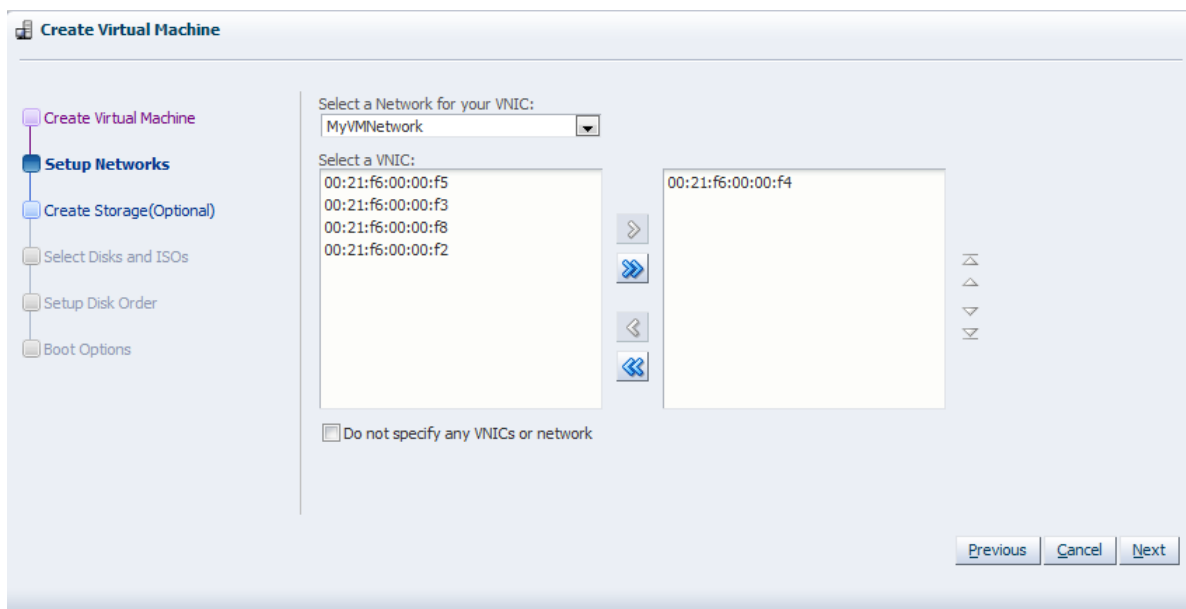 Create Virtual Machine
Create Virtual Machine
Setup Networks
Create Storage(Optional)
Select Disks and ISOs
Setup Disk Order
Boot Options
Select a Network for your VNIC:
MyVMNetwork
Select a VNIC:
00:21:f6:00:00:f5
00:21:f6:00:00:f3
00:21:f6:00:00:f8
00:21:f6:00:00:f2
00:21:f6:00:00:f4
Do not specify any VNICs or network
Previous
Cancel
Next